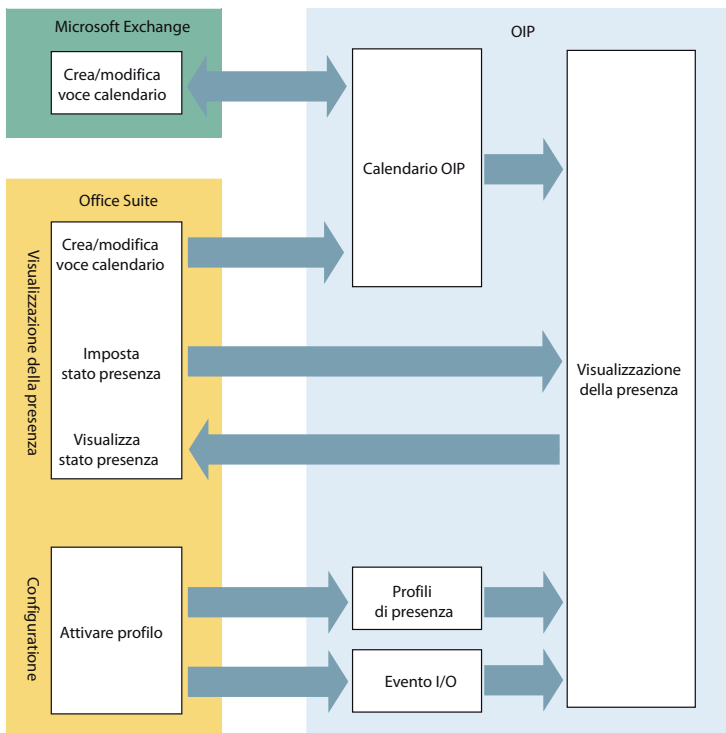 Microsoft Exchange
OIP
Crea/modifica
voce calendario
Calendario OIP
Office Suite
Visualizzazione della presenza
Crea/modifica
voce calendario
Imposta
stato presenza
Visualizza
stato presenza
Visualizzazione
della presenza
Configuratione
Attivare profilo
Profili
di presenza
Evento I/O